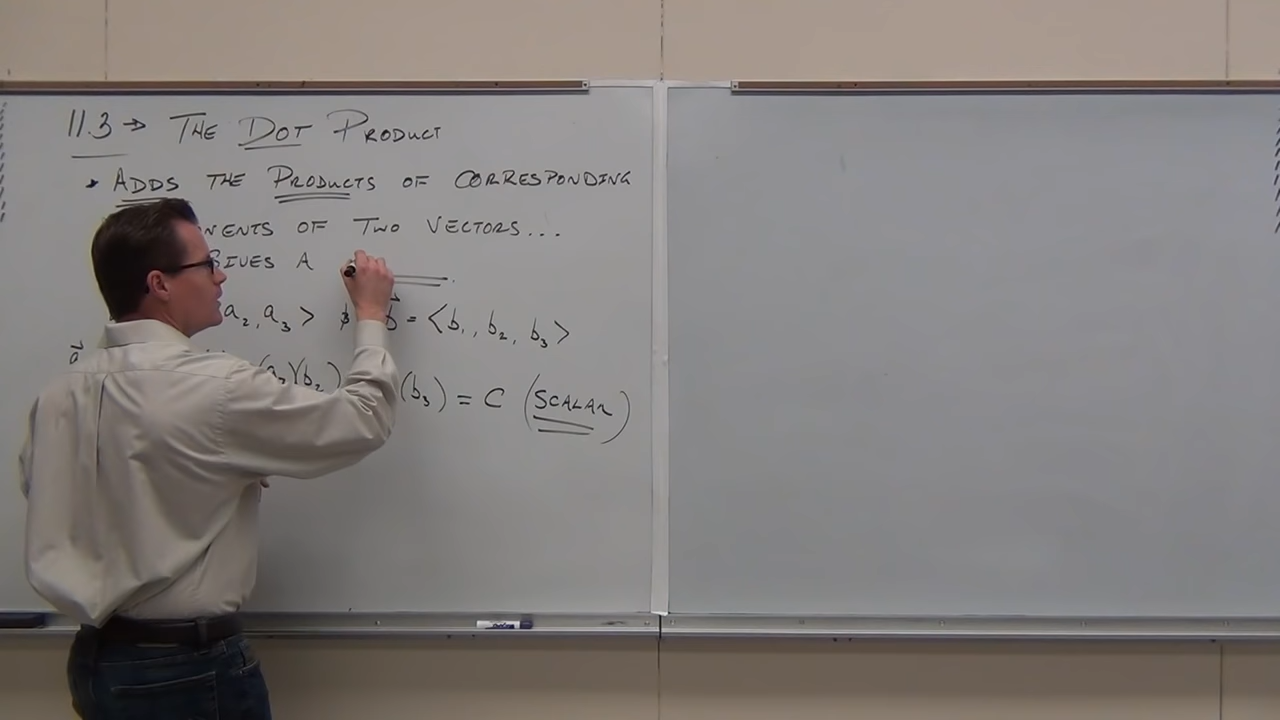 11.3 → THE DOT PRODUCT
• ADDS THE PRODUCTS OF CORRESPONDING
NENTS OF TWO VECTORS...
GIVES A
a₂, a₃ > & b⃗ = <b₁, b₂, b₃>
a⃗ (a₂)(b₂) (b₃) = C (SCALAR)